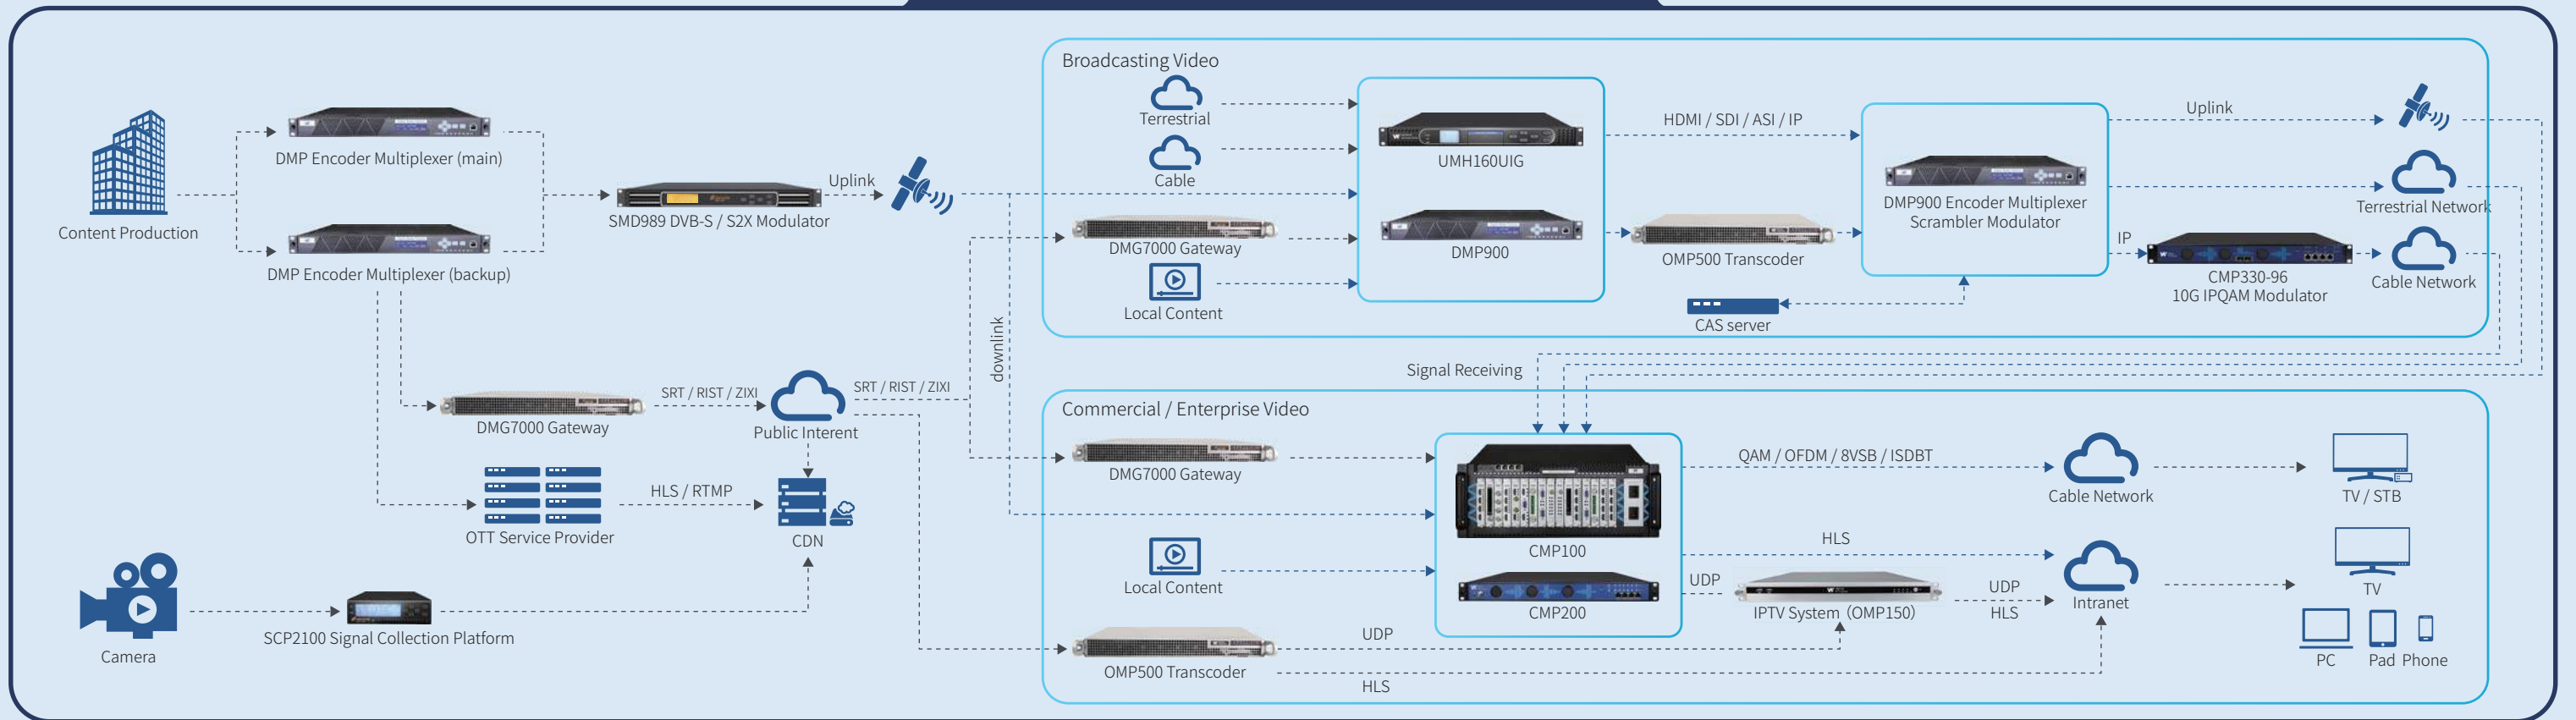 Content Production
DMP Encoder Multiplexer (main)
DMP Encoder Multiplexer (backup)
SMD989 DVB-S / S2X Modulator
Uplink
DMG7000 Gateway
SRT / RIST / ZIXI
Public Interent
SRT / RIST / ZIXI
downlink
OTT Service Provider
HLS / RTMP
CDN
Camera
SCP2100 Signal Collection Platform
Broadcasting Video
Terrestrial
Cable
DMG7000 Gateway
Local Content
UMH160UIG
DMP900
HDMI / SDI / ASI / IP
OMP500 Transcoder
CAS server
DMP900 Encoder Multiplexer
Scrambler Modulator
Uplink
Terrestrial Network
IP
CMP330-96
10G IPQAM Modulator
Cable Network
Signal Receiving
Commercial / Enterprise Video
DMG7000 Gateway
Local Content
OMP500 Transcoder
CMP100
CMP200
QAM / OFDM / 8VSB / ISDBT
Cable Network
TV / STB
HLS
UDP
IPTV System（OMP150）
UDP
HLS
Intranet
UDP
HLS
TV
PC
Pad
Phone